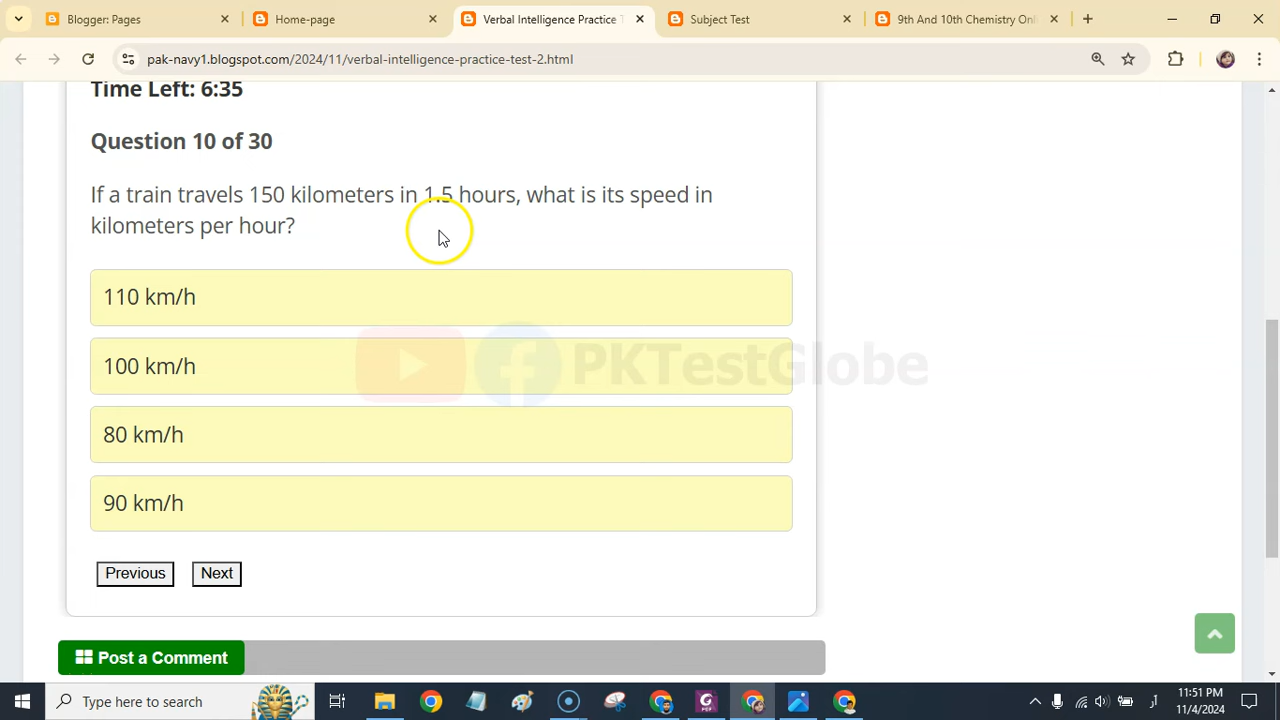 Blogger: Pages
Home-page
Verbal Intelligence Practice T
Subject Test
9th And 10th Chemistry Onl
pak-navy1.blogspot.com/2024/11/verbal-intelligence-practice-test-2.html
Time Left: 6:35
Question 10 of 30
If a train travels 150 kilometers in 1.5 hours, what is its speed in
kilometers per hour?
110 km/h
100 km/h
PKTestGlobe
80 km/h
90 km/h
Previous Next
Post a Comment
Type here to search
11:51 PM
11/4/2024